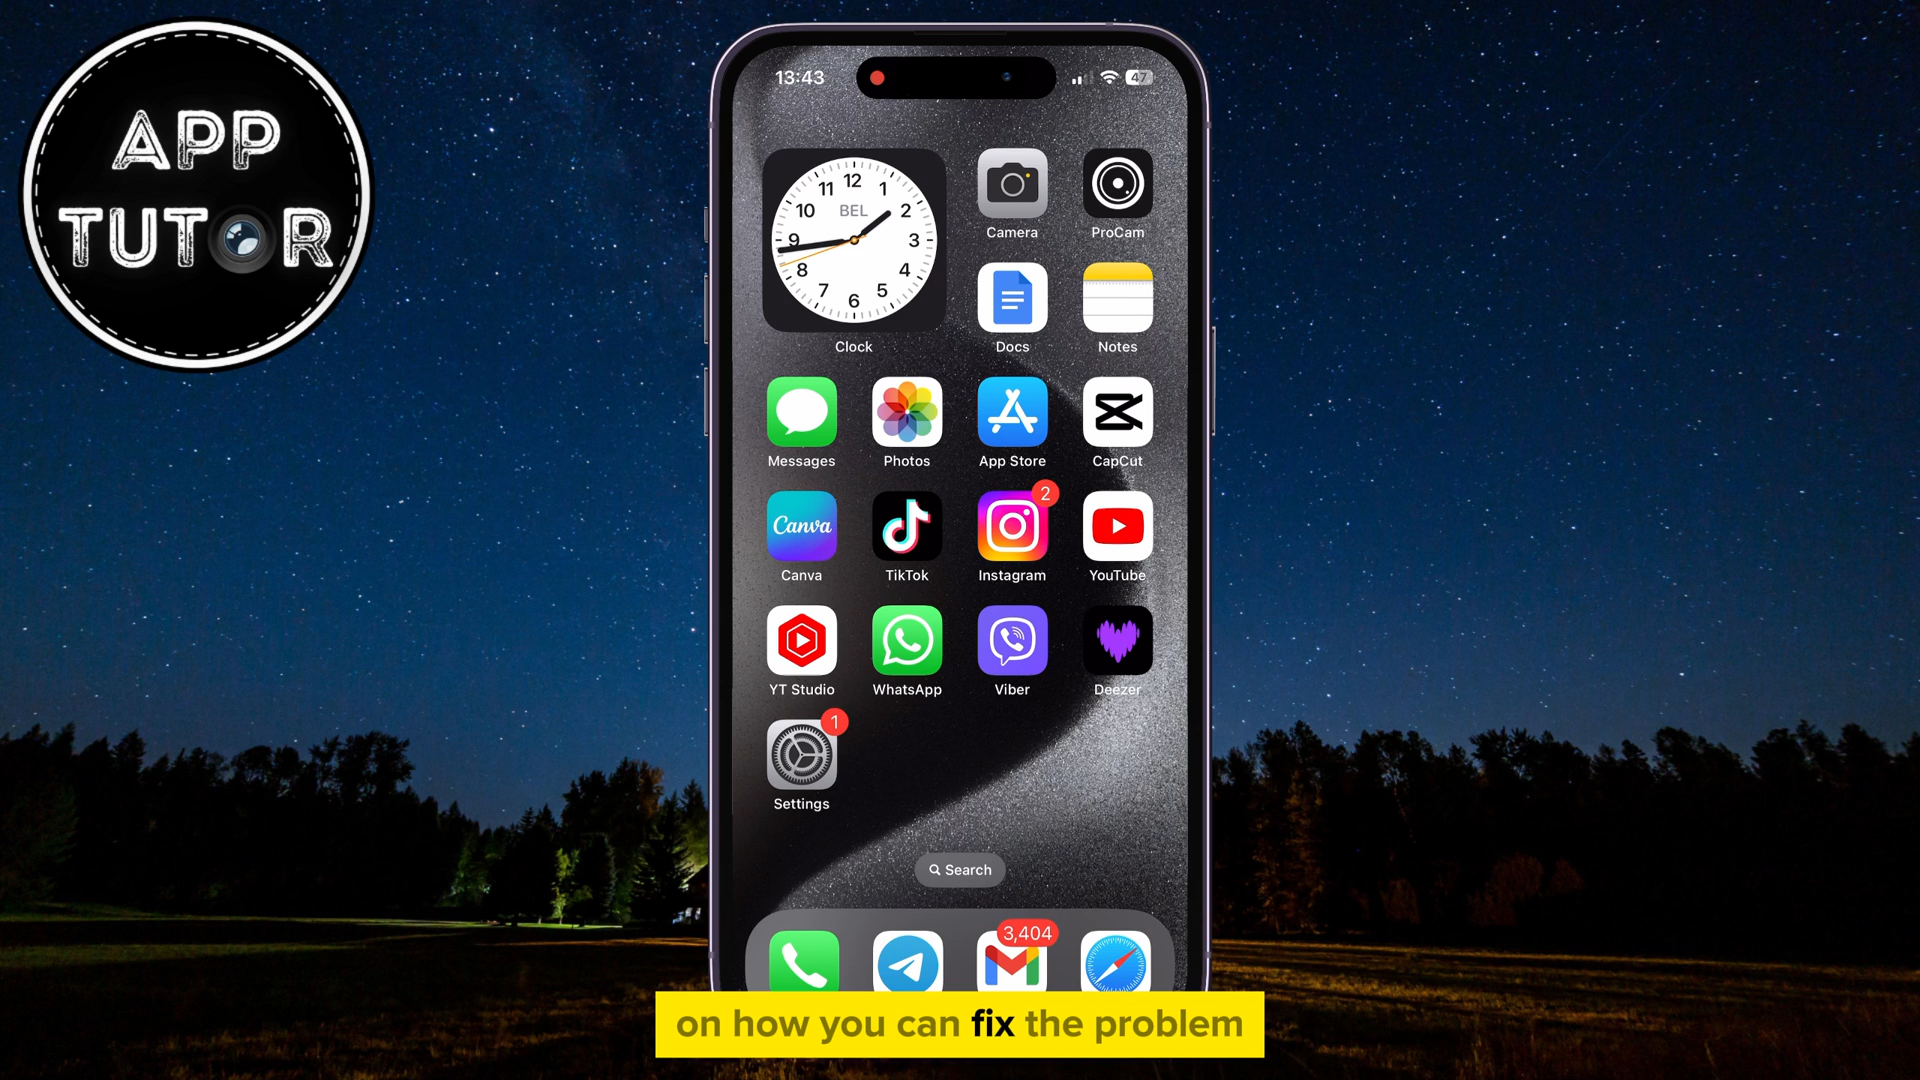 APP
TUTOR
13:43
47
12
11
1
10
BEL
2
9
3
8
4
7
5
6
Clock
Camera
ProCam
Docs
Notes
Messages
Photos
App Store
CapCut
Canva
2
Canva
TikTok
Instagram
YouTube
YT Studio
WhatsApp
Viber
Deezer
1
Settings
Search
3,404
on how you can fix the problem